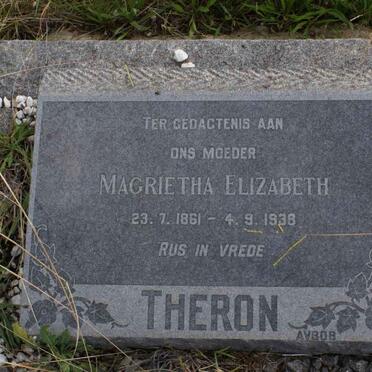 TER GEDAGTENIS AAN
ONS MOEDER
MAGRIETHA ELIZABETH
23. 7. 1861 - 4. 9. 1938
RUS IN VREDE
THERON
AVBOB